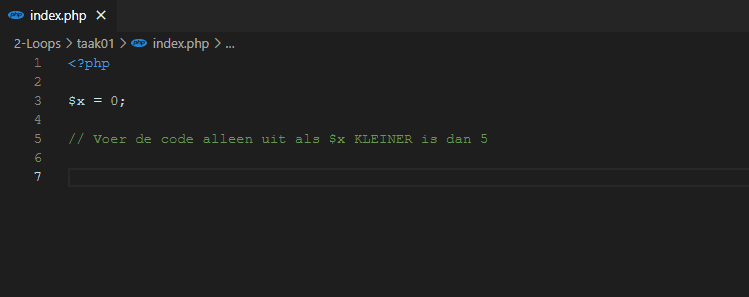 index.php
2-Loops > taak01 > index.php > ...
1 <?php
2
3 $x = 0;
4
5 // Voer de code alleen uit als $x KLEINER is dan 5
6
7